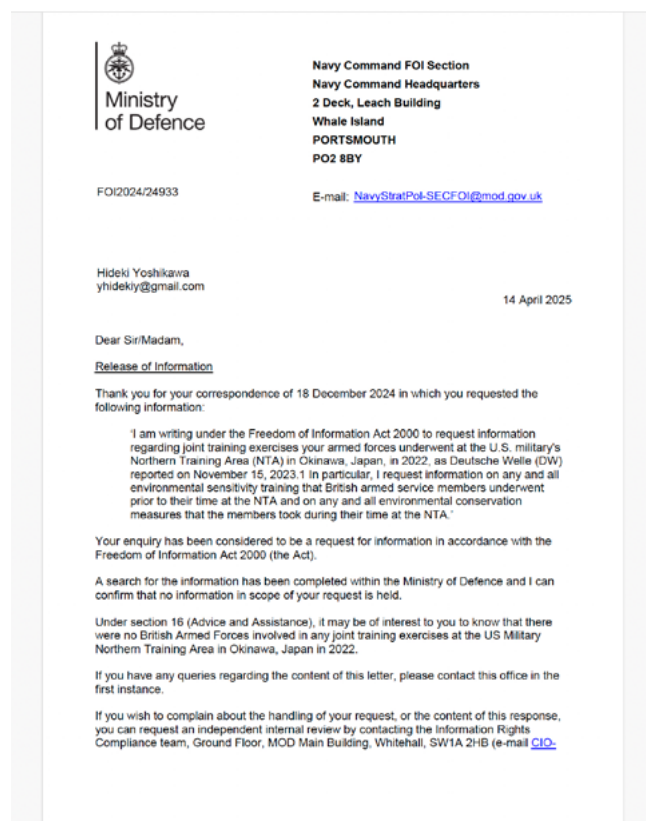 Ministry
of Defence
Navy Command FOI Section
Navy Command Headquarters
2 Deck, Leach Building
Whale Island
PORTSMOUTH
PO2 8BY
FOI2024/24933
E-mail: NavyStratPol-SECFOI@mod.gov.uk
Hideki Yoshikawa
yhidekiy@gmail.com
14 April 2025
Dear Sir/Madam,
Release of Information
Thank you for your correspondence of 18 December 2024 in which you requested the
following information:
'I am writing under the Freedom of Information Act 2000 to request information
regarding joint training exercises your armed forces underwent at the U.S. military's
Northern Training Area (NTA) in Okinawa, Japan, in 2022, as Deutsche Welle (DW)
reported on November 15, 2023.1 In particular, I request information on any and all
environmental sensitivity training that British armed service members underwent
prior to their time at the NTA and on any and all environmental conservation
measures that the members took during their time at the NTA.'
Your enquiry has been considered to be a request for information in accordance with the
Freedom of Information Act 2000 (the Act).
A search for the information has been completed within the Ministry of Defence and I can
confirm that no information in scope of your request is held.
Under section 16 (Advice and Assistance), it may be of interest to you to know that there
were no British Armed Forces involved in any joint training exercises at the US Military
Northern Training Area in Okinawa, Japan in 2022.
If you have any queries regarding the content of this letter, please contact this office in the
first instance.
If you wish to complain about the handling of your request, or the content of this response,
you can request an independent internal review by contacting the Information Rights
Compliance team, Ground Floor, MOD Main Building, Whitehall, SW1A 2HB (e-mail CIO-